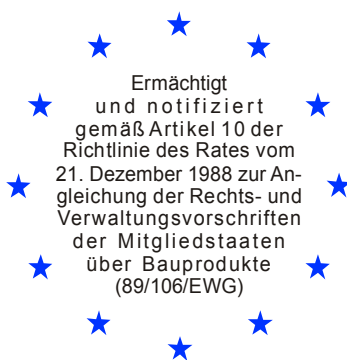 Ermächtigt
und notifiziert
gemäß Artikel 10 der
Richtlinie des Rates vom
21. Dezember 1988 zur An-
gleichung der Rechts- und
Verwaltungsvorschriften
der Mitgliedstaaten
über Bauprodukte
(89/106/EWG)